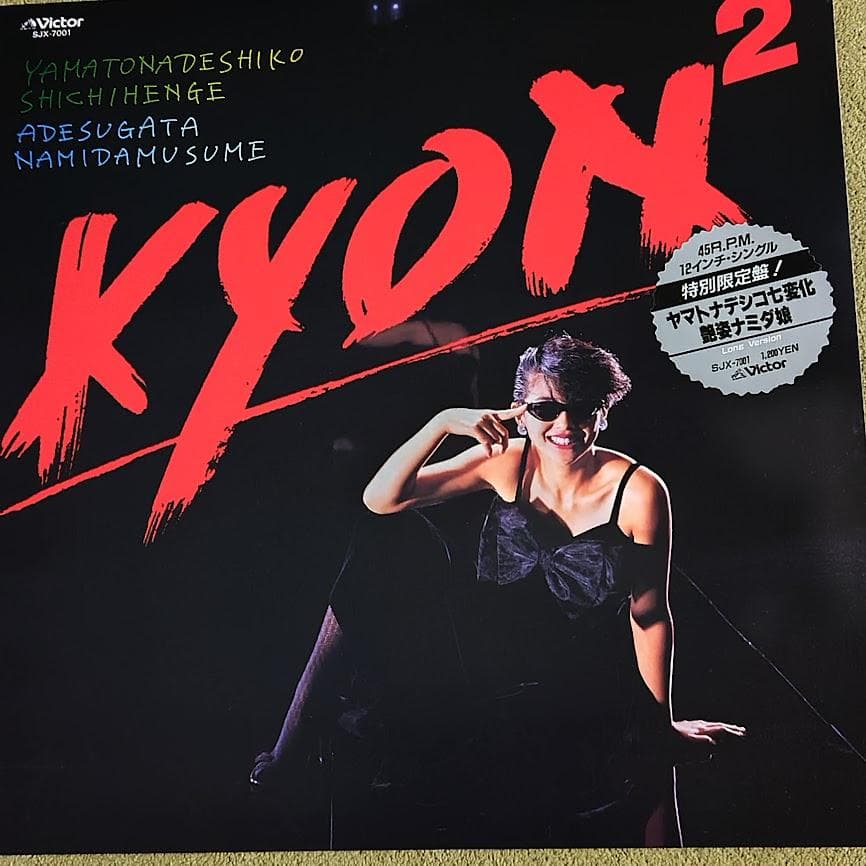 Victor
SJX-7001
YAMATONADESHIKO
SHICHIHENGE
ADESUGATA
NAMIDAMUSUME
KYON²
45R.P.M.
12インチ・シングル
特別限定盤!
ヤマトナデシコ七変化
艶姿ナミダ娘
Long Version
SJX-7001 1,200YEN
Victor